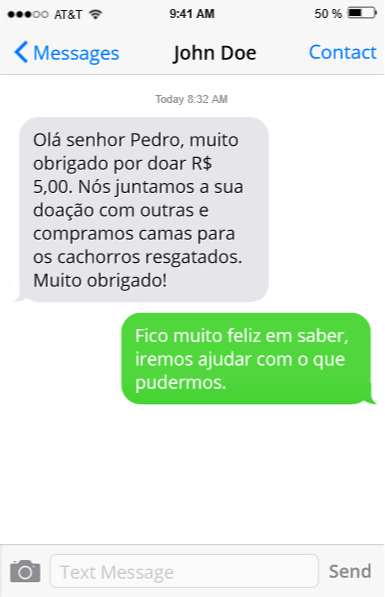 AT&T 9:41 AM 50 %
Messages John Doe Contact
Today 8:32 AM
Olá senhor Pedro, muito
obrigado por doar R$
5,00. Nós juntamos a sua
doação com outras e
compramos camas para
os cachorros resgatados.
Muito obrigado!
Fico muito feliz em saber,
iremos ajudar com o que
pudermos.
Text Message Send